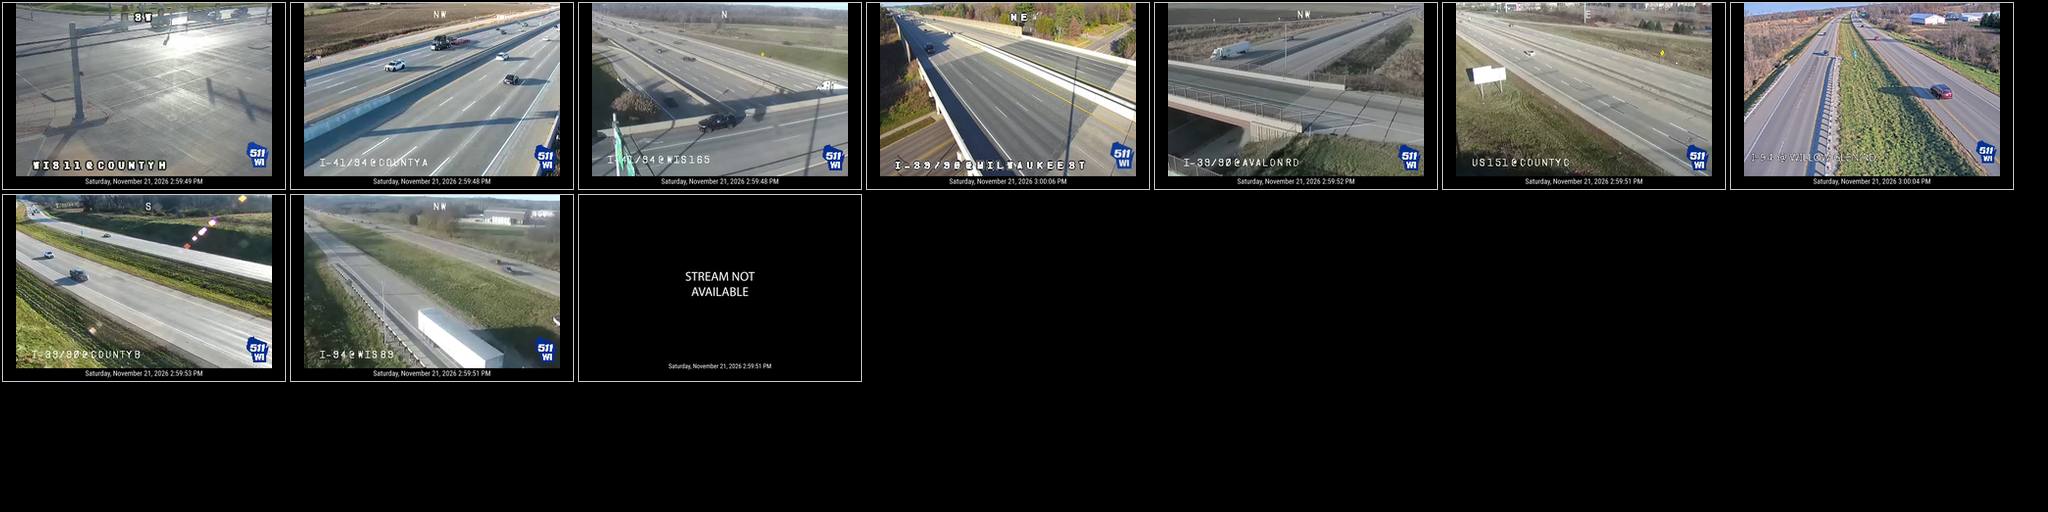 SW
WIS11@COUNTYH
511
WI
Saturday, November 21, 2026 2:59:49 PM
NW
I-41/94@COUNTYA
511
WI
Saturday, November 21, 2026 2:59:48 PM
N
I-41/94@WIS165
511
WI
Saturday, November 21, 2026 2:59:48 PM
NE
I-39/90@MILWAUKEEST
511
WI
Saturday, November 21, 2026 3:00:06 PM
NW
I-39/90@AVALONRD
511
WI
Saturday, November 21, 2026 2:59:52 PM
E
US151@COUNTYC
511
WI
Saturday, November 21, 2026 2:59:51 PM
I-94 @ WILLOW GLEN RD
511
WI
Saturday, November 21, 2026 3:00:04 PM
S
I-39/90@COUNTYB
511
WI
Saturday, November 21, 2026 2:59:53 PM
NW
I-94@WIS89
511
WI
Saturday, November 21, 2026 2:59:51 PM
STREAM NOT
AVAILABLE
Saturday, November 21, 2026 2:59:51 PM